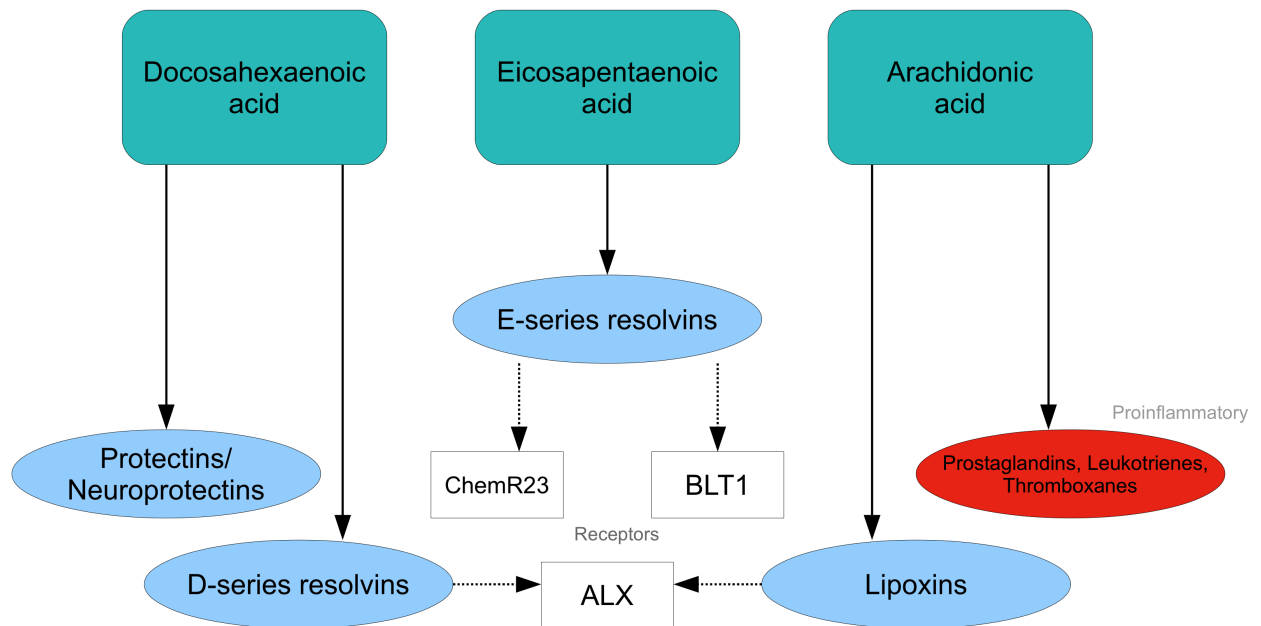 Docosahexaenoic
acid
Eicosapentaenoic
acid
Arachidonic
acid
E-series resolvins
Proinflammatory
Protectins/
Neuroprotectins
ChemR23
BLT1
Prostaglandins, Leukotrienes,
Thromboxanes
Receptors
D-series resolvins
ALX
Lipoxins